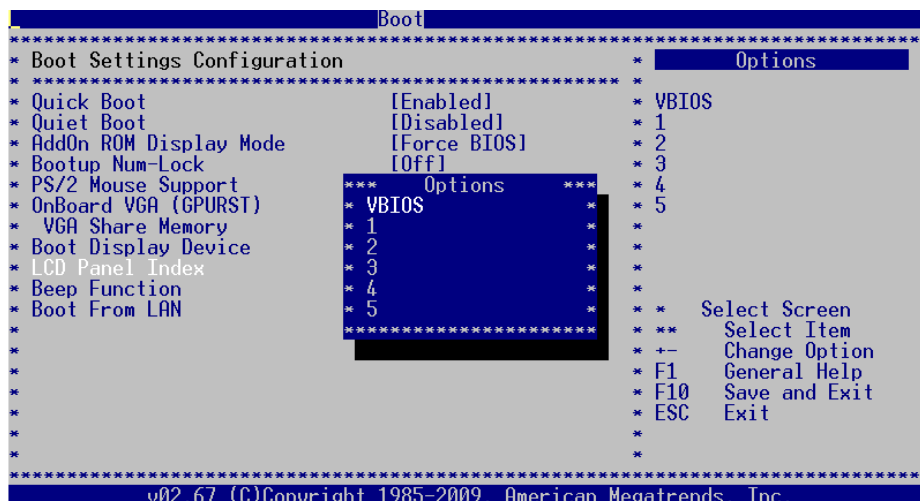 Boot
Boot Settings Configuration
Quick Boot [Enabled]
Quiet Boot [Disabled]
AddOn ROM Display Mode [Force BIOS]
Bootup Num-Lock [Off]
PS/2 Mouse Support
OnBoard VGA (GPURST)
VGA Share Memory
Boot Display Device
LCD Panel Index
Beep Function
Boot From LAN
*** Options ***
* VBIOS *
* 1 *
* 2 *
* 3 *
* 4 *
* 5 *
Options
VBIOS
1
2
3
4
5
* Select Screen
** Select Item
+- Change Option
F1 General Help
F10 Save and Exit
ESC Exit
v02.67 (C)Copyright 1985-2009, American Megatrends, Inc.